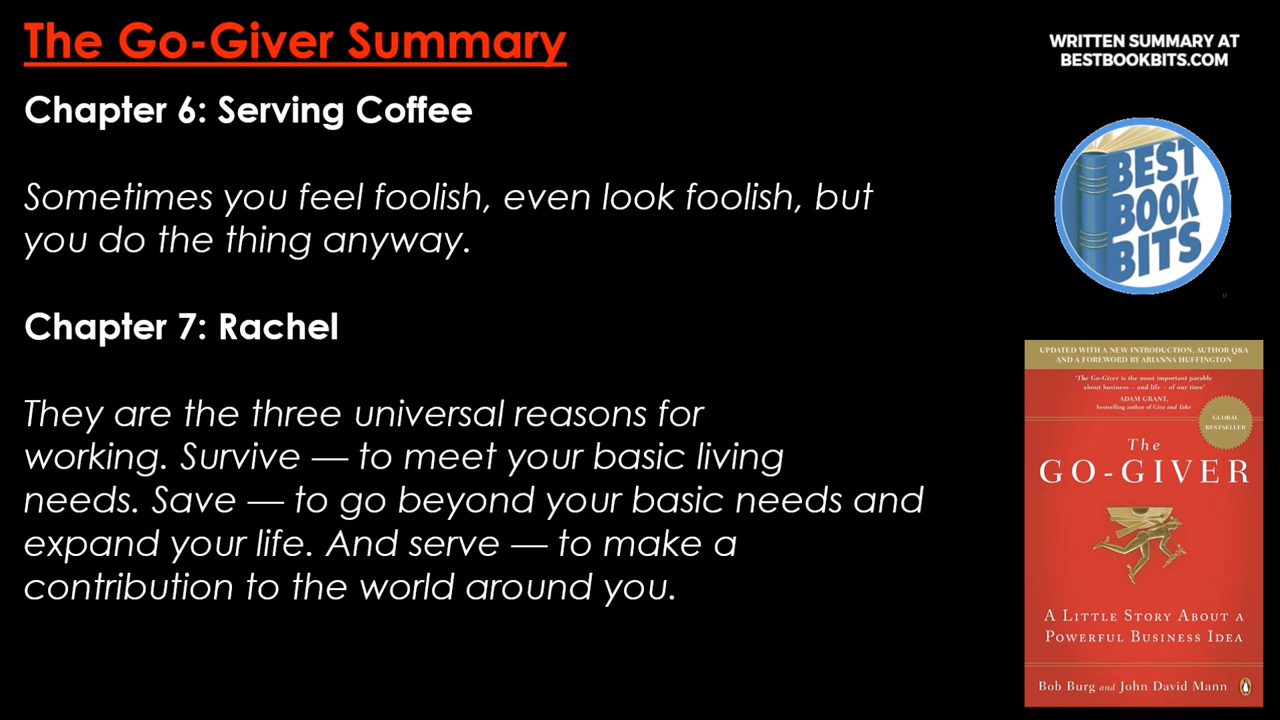 The Go-Giver Summary
WRITTEN SUMMARY AT
BESTBOOKBITS.COM
Chapter 6: Serving Coffee
Sometimes you feel foolish, even look foolish, but
you do the thing anyway.
BEST
BOOK
BITS
Chapter 7: Rachel
They are the three universal reasons for
working. Survive — to meet your basic living
needs. Save — to go beyond your basic needs and
expand your life. And serve — to make a
contribution to the world around you.
UPDATED WITH A NEW INTRODUCTION, AUTHOR Q&A
AND A FOREWORD BY ARIANNA HUFFINGTON
'The Go-Giver is the most important parable
about business – and life – of our time'
ADAM GRANT,
bestselling author of Give and Take
GLOBAL
BESTSELLER
The
GO-GIVER
A LITTLE STORY ABOUT A
POWERFUL BUSINESS IDEA
Bob Burg and John David Mann